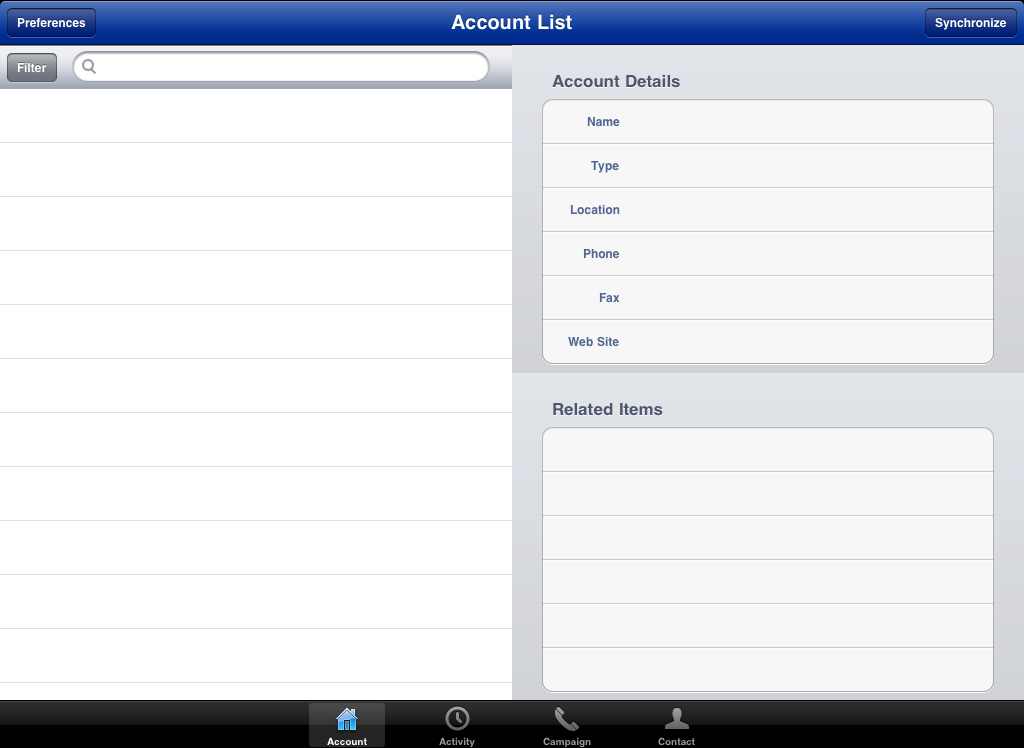 Preferences
Account List
Synchronize
Filter
Account Details
Name
Type
Location
Phone
Fax
Web Site
Related Items
Account
Activity
Campaign
Contact